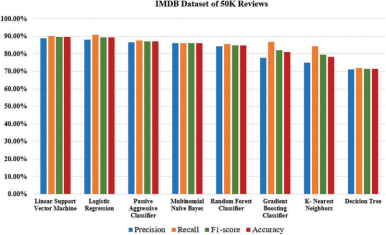 IMDB Dataset of 50K Reviews
100.00%
90.00%
80.00%
70.00%
60.00%
50.00%
40.00%
30.00%
20.00%
10.00%
0.00%
Linear Support
Vector Machine
Logistic
Regression
Passive
Aggressive
Classifier
Multinomial
Naïve Bayes
Random Forest
Classifier
Gradient
Boosting
Classifier
K- Nearest
Neighbors
Decision Tree
Precision Recall F1-score Accuracy